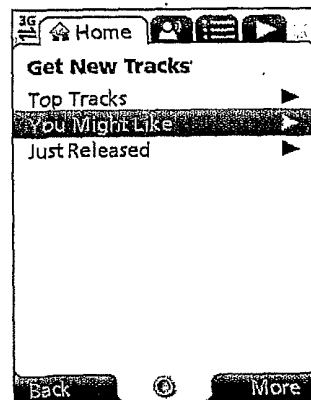 3G
Home
Get New Tracks
Top Tracks
You Might Like
Just Released
Back More